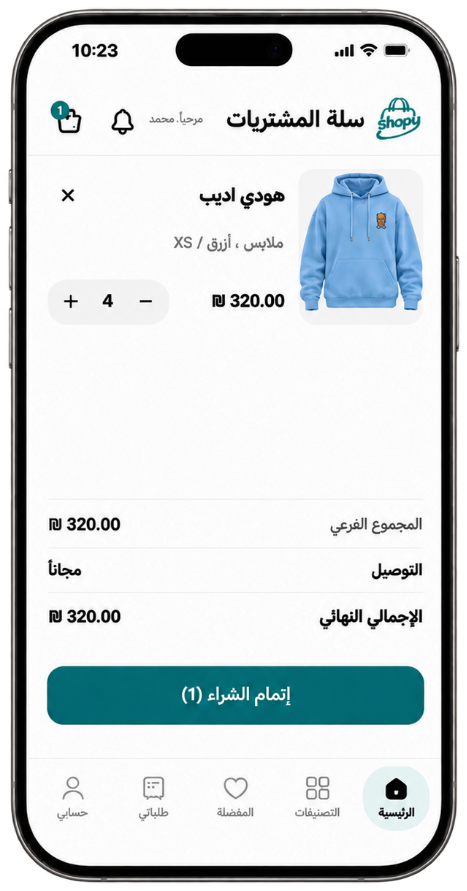 10:23
shopy
سلة المشتريات
مرحباً، محمد
1
هودي اديب
×
ملابس ، أزرق / XS
320.00 ₪
− 4 +
المجموع الفرعي
320.00 ₪
التوصيل
مجاناً
الإجمالي النهائي
320.00 ₪
إتمام الشراء (1)
الرئيسية
التصنيفات
المفضلة
طلباتي
حسابي